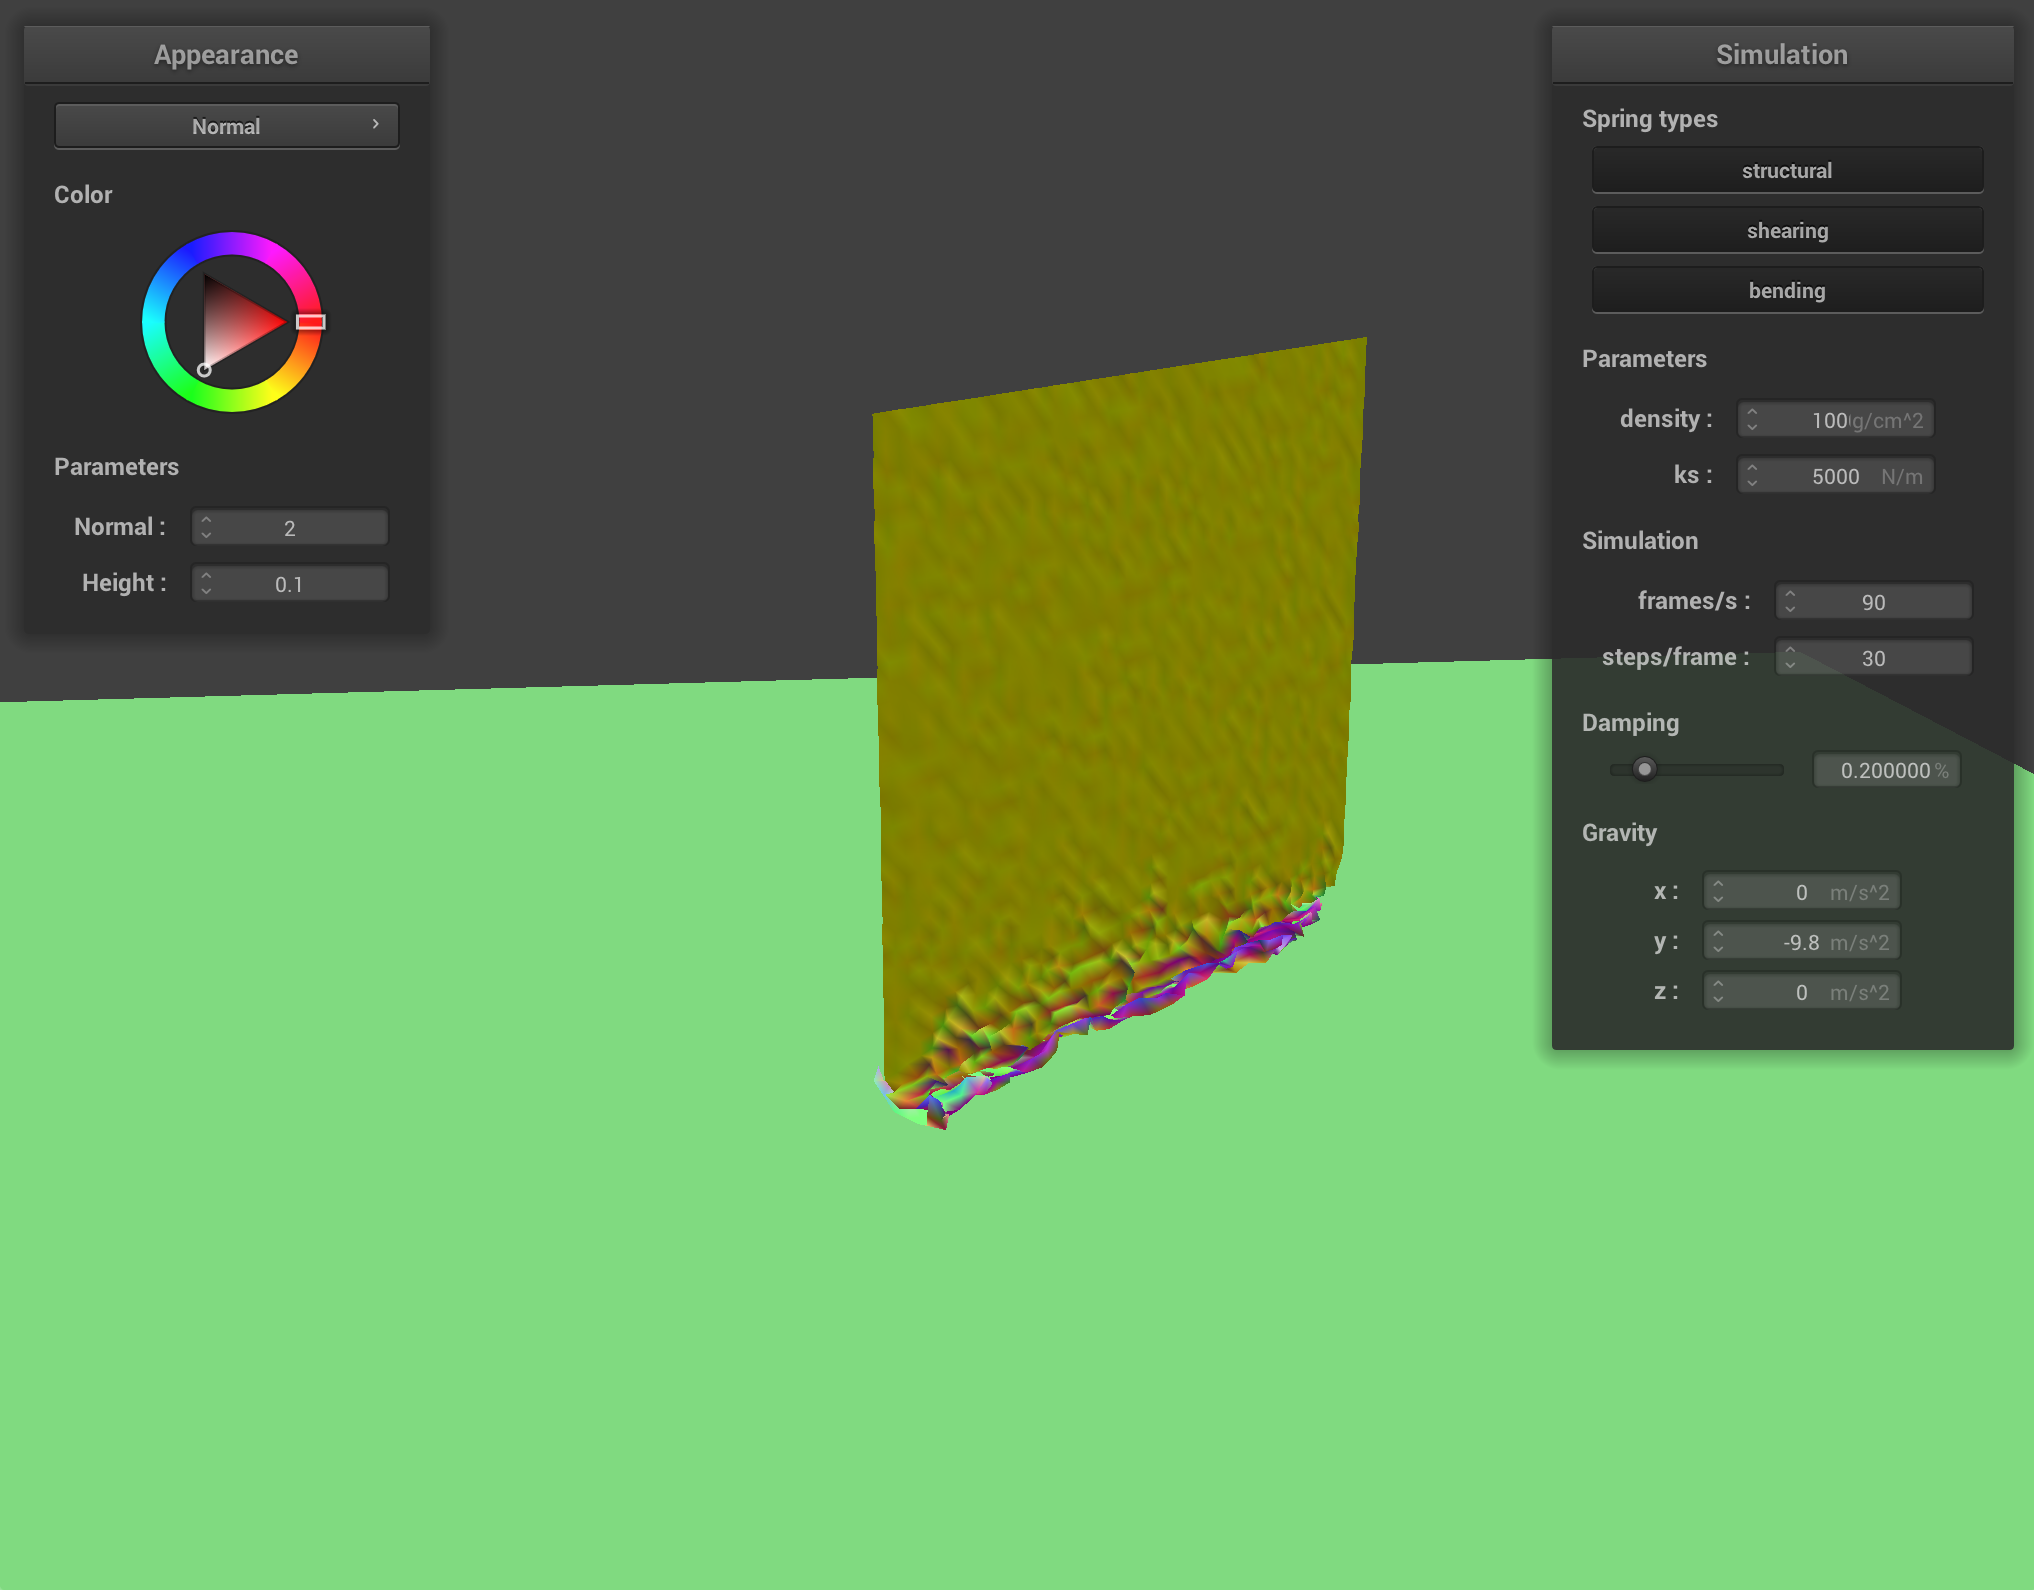 Appearance
Normal
Color
Parameters
Normal : 2
Height : 0.1
Simulation
Spring types
structural
shearing
bending
Parameters
density : 100 g/cm^2
ks : 5000 N/m
Simulation
frames/s : 90
steps/frame : 30
Damping
0.200000 %
Gravity
x : 0 m/s^2
y : -9.8 m/s^2
z : 0 m/s^2